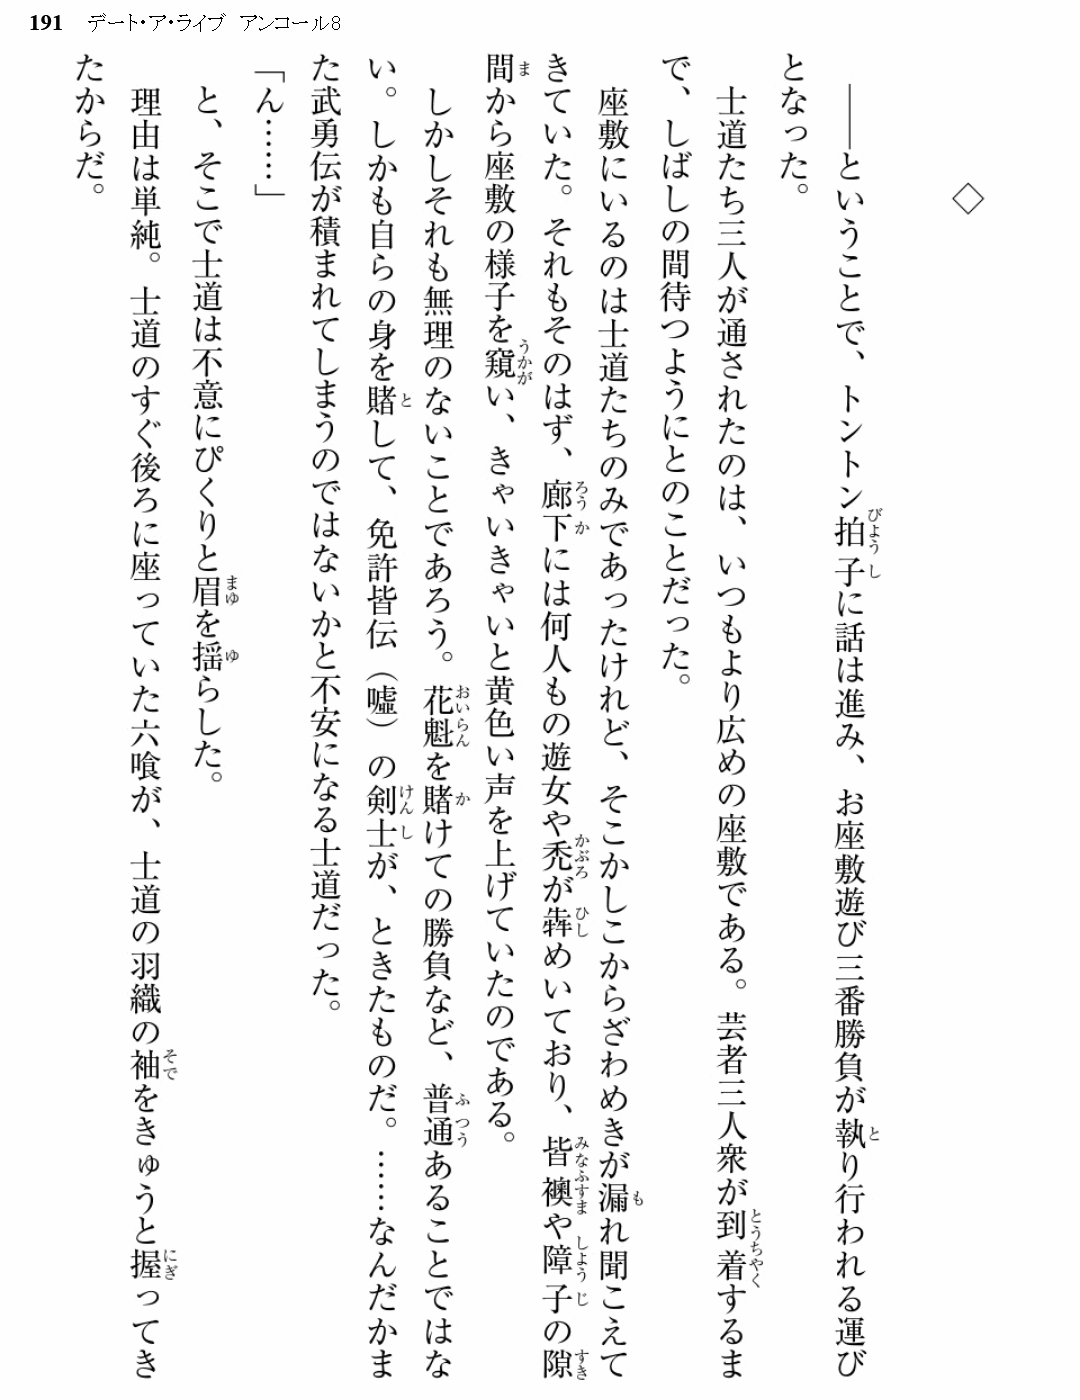 191 デート・ア・ライブ アンコール8
◇
――ということで、トントン拍子に話は進み、お座敷遊び三番勝負が執り行われる運び
となった。
士道たち三人が通されたのは、いつもより広めの座敷である。芸者三人衆が到着するま
で、しばしの間待つようにとのことだった。
座敷にいるのは士道たちのみであったけれど、そこかしこからざわめきが漏れ聞こえて
きていた。それもそのはず、廊下には何人もの遊女や禿が犇めいており、皆襖や障子の隙
間から座敷の様子を窺い、きゃいきゃいと黄色い声を上げていたのである。
しかしそれも無理のないことであろう。花魁を賭けての勝負など、普通あることではな
い。しかも自らの身を賭して、免許皆伝（嘘）の剣士が、ときたものだ。……なんだかま
た武勇伝が積まれてしまうのではないかと不安になる士道だった。
「ん……」
と、そこで士道は不意にぴくりと眉を揺らした。
理由は単純。士道のすぐ後ろに座っていた六喰が、士道の羽織の袖をきゅうと握ってき
たからだ。